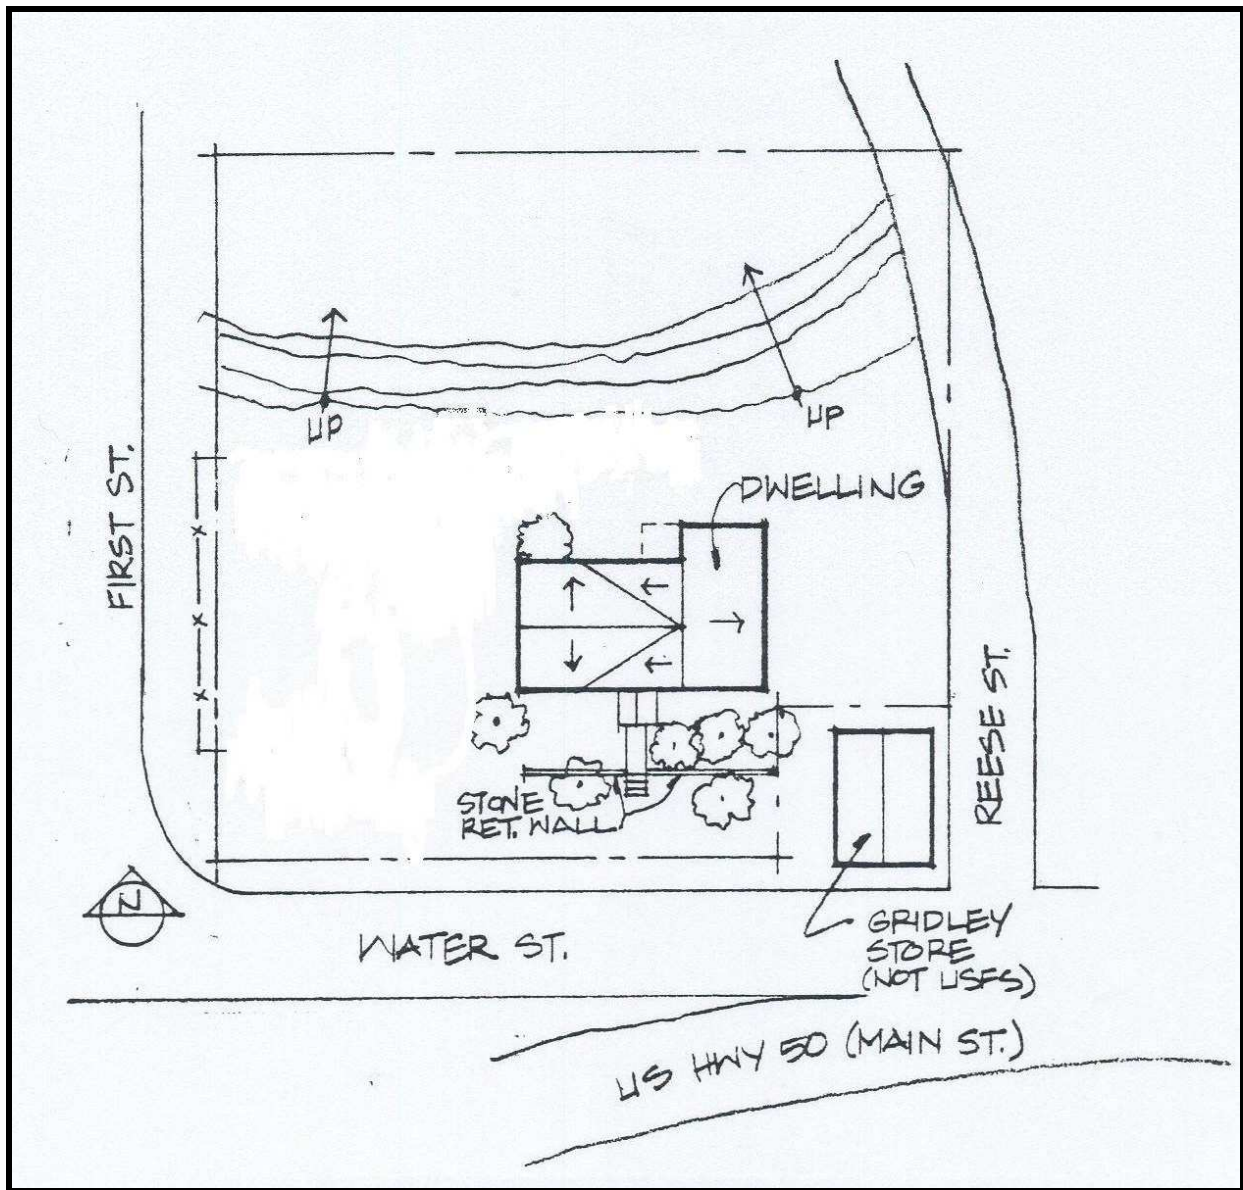 UP
UP
DWELLING
FIRST ST.
REESE ST.
STONE
RET. WALL
N
GRIDLEY
STORE
(NOT USFS)
WATER ST.
US HWY 50 (MAIN ST.)